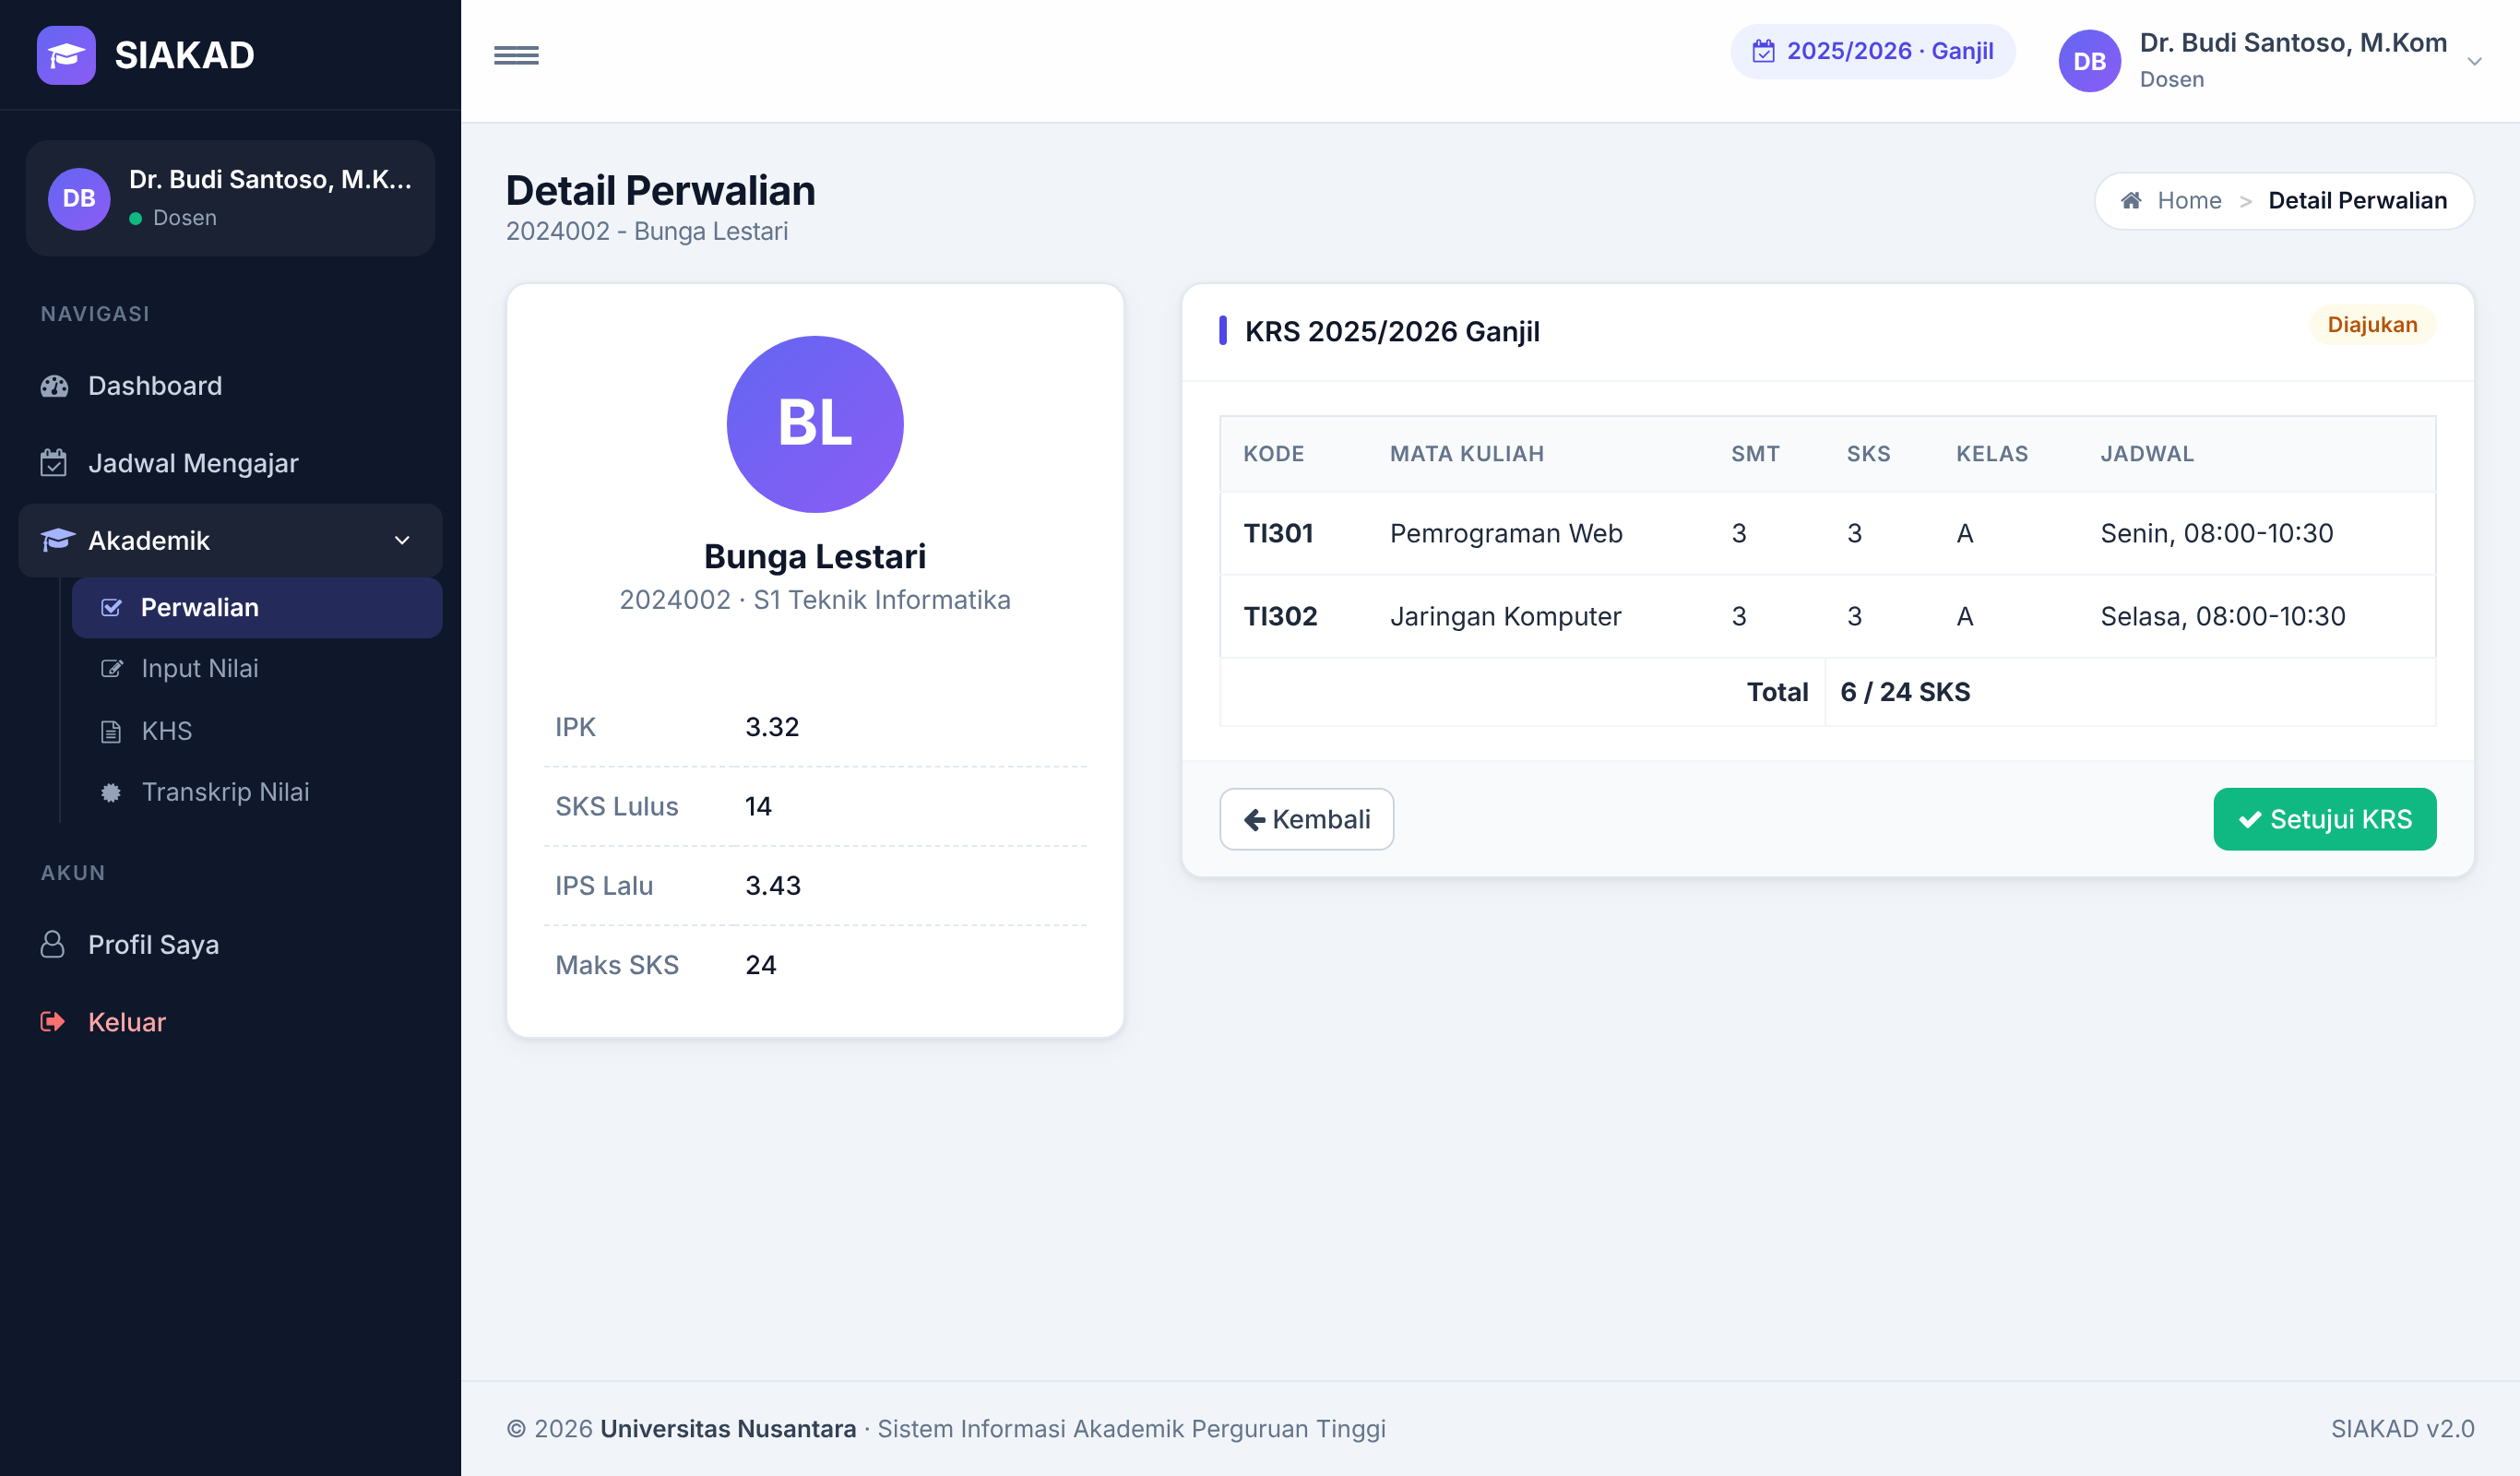 SIAKAD
2025/2026 · Ganjil
DB
Dr. Budi Santoso, M.Kom
Dosen
DB
Dr. Budi Santoso, M.K...
Dosen
NAVIGASI
Dashboard
Jadwal Mengajar
Akademik
Perwalian
Input Nilai
KHS
Transkrip Nilai
AKUN
Profil Saya
Keluar
Detail Perwalian
2024002 - Bunga Lestari
Home > Detail Perwalian
BL
Bunga Lestari
2024002 · S1 Teknik Informatika
IPK 3.32
SKS Lulus 14
IPS Lalu 3.43
Maks SKS 24
KRS 2025/2026 Ganjil
Diajukan
KODE MATA KULIAH SMT SKS KELAS JADWAL
TI301 Pemrograman Web 3 3 A Senin, 08:00-10:30
TI302 Jaringan Komputer 3 3 A Selasa, 08:00-10:30
Total 6 / 24 SKS
Kembali
Setujui KRS
© 2026 Universitas Nusantara · Sistem Informasi Akademik Perguruan Tinggi
SIAKAD v2.0